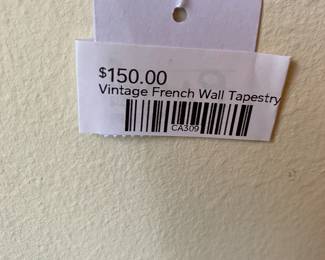 $150.00
Vintage French Wall Tapestry
CA309